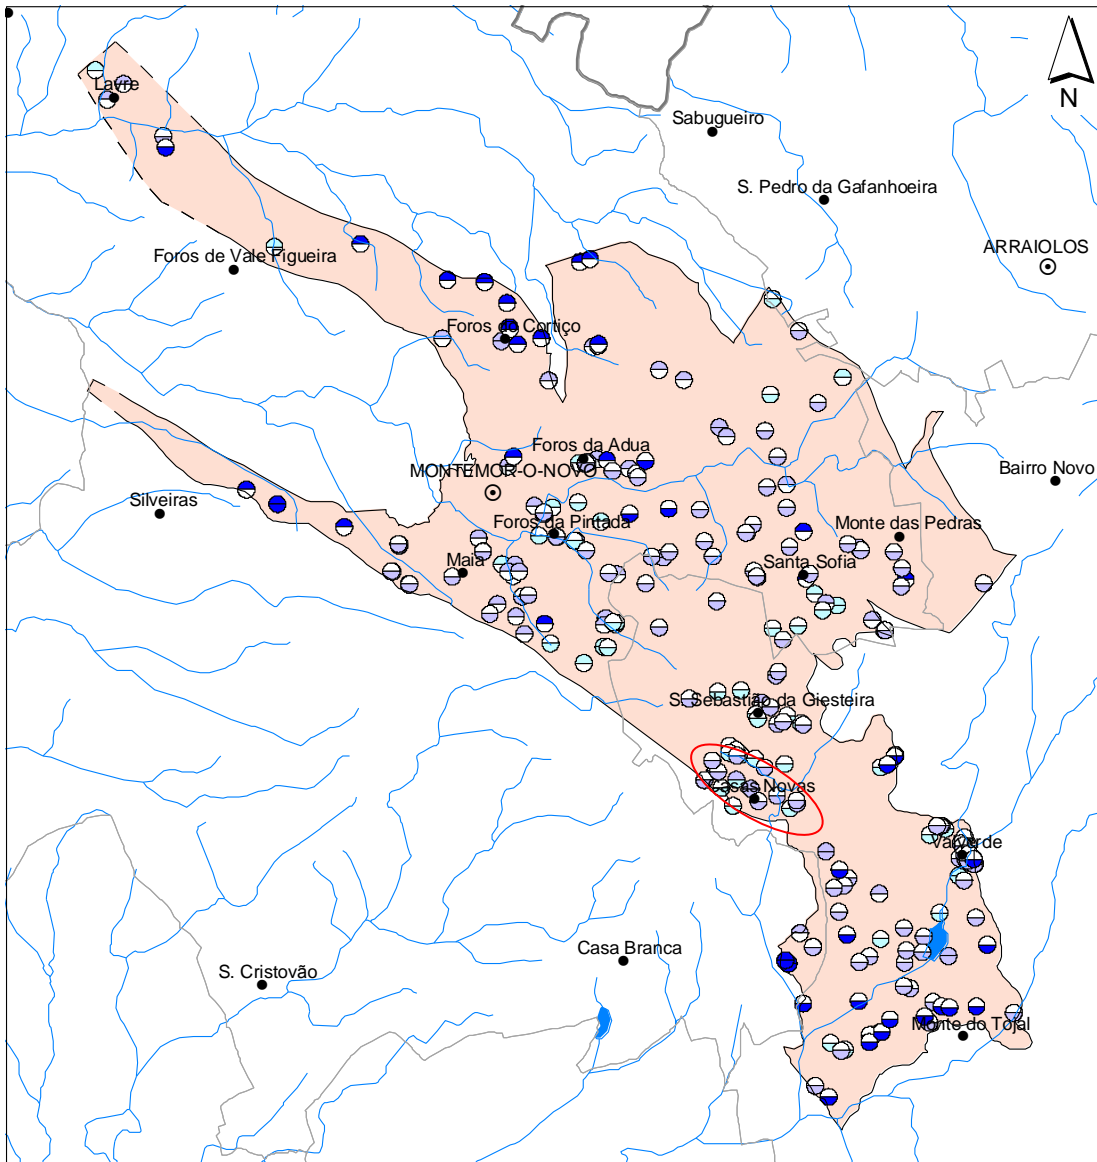 Lavre
N
Sabugueiro
S. Pedro da Gafanhoeira
ARRAIOLOS
Foros de Vale Figueira
Foros do Cortiço
Foros da Adua
MONTEMOR-O-NOVO
Bairro Novo
Silveiras
Foros da Pintada
Monte das Pedras
Maia
Santa Sofia
S. Sebastião da Giesteira
Casas Novas
Valverde
Casa Branca
S. Cristovão
Monte do Tojal